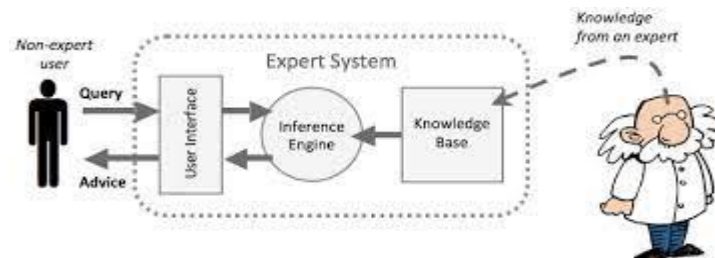 Non-expert
user
Query
Advice
Expert System
User Interface
Inference
Engine
Knowledge
Base
Knowledge
from an expert